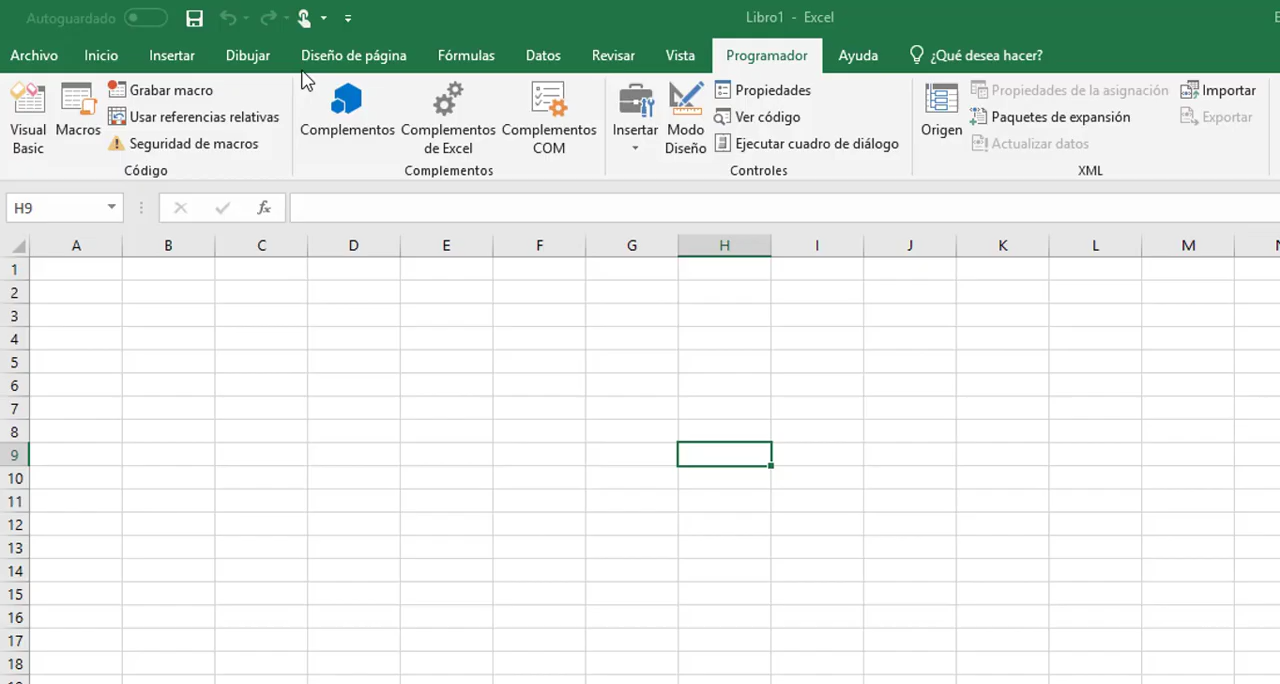 Autoguardado
Libro1 - Excel
E
Archivo Inicio Insertar Dibujar Diseño de página Fórmulas Datos Revisar Vista Programador Ayuda ¿Qué desea hacer?
Visual Basic
Macros
Grabar macro
Usar referencias relativas
Seguridad de macros
Código
Complementos
Complementos de Excel
Complementos COM
Complementos
Insertar
Modo Diseño
Propiedades
Ver código
Ejecutar cuadro de diálogo
Controles
Origen
Propiedades de la asignación
Paquetes de expansión
Actualizar datos
Importar
Exportar
XML
H9
fx
A B C D E F G H I J K L M N
1
2
3
4
5
6
7
8
9
10
11
12
13
14
15
16
17
18